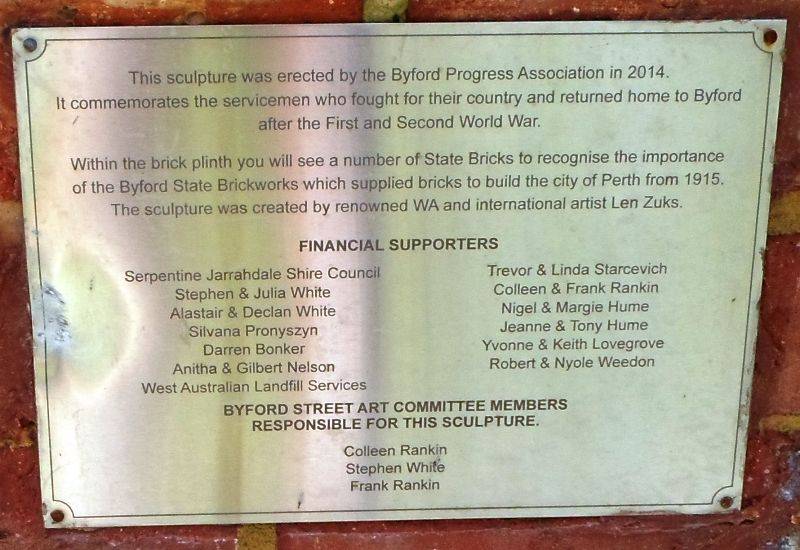 This sculpture was erected by the Byford Progress Association in 2014.
It commemorates the servicemen who fought for their country and returned home to Byford
after the First and Second World War.
Within the brick plinth you will see a number of State Bricks to recognise the importance
of the Byford State Brickworks which supplied bricks to build the city of Perth from 1915.
The sculpture was created by renowned WA and international artist Len Zuks.
FINANCIAL SUPPORTERS
Serpentine Jarrahdale Shire Council
Stephen & Julia White
Alastair & Declan White
Silvana Pronyszyn
Darren Bonker
Anitha & Gilbert Nelson
West Australian Landfill Services
Trevor & Linda Starcevich
Colleen & Frank Rankin
Nigel & Margie Hume
Jeanne & Tony Hume
Yvonne & Keith Lovegrove
Robert & Nyole Weedon
BYFORD STREET ART COMMITTEE MEMBERS
RESPONSIBLE FOR THIS SCULPTURE.
Colleen Rankin
Stephen White
Frank Rankin